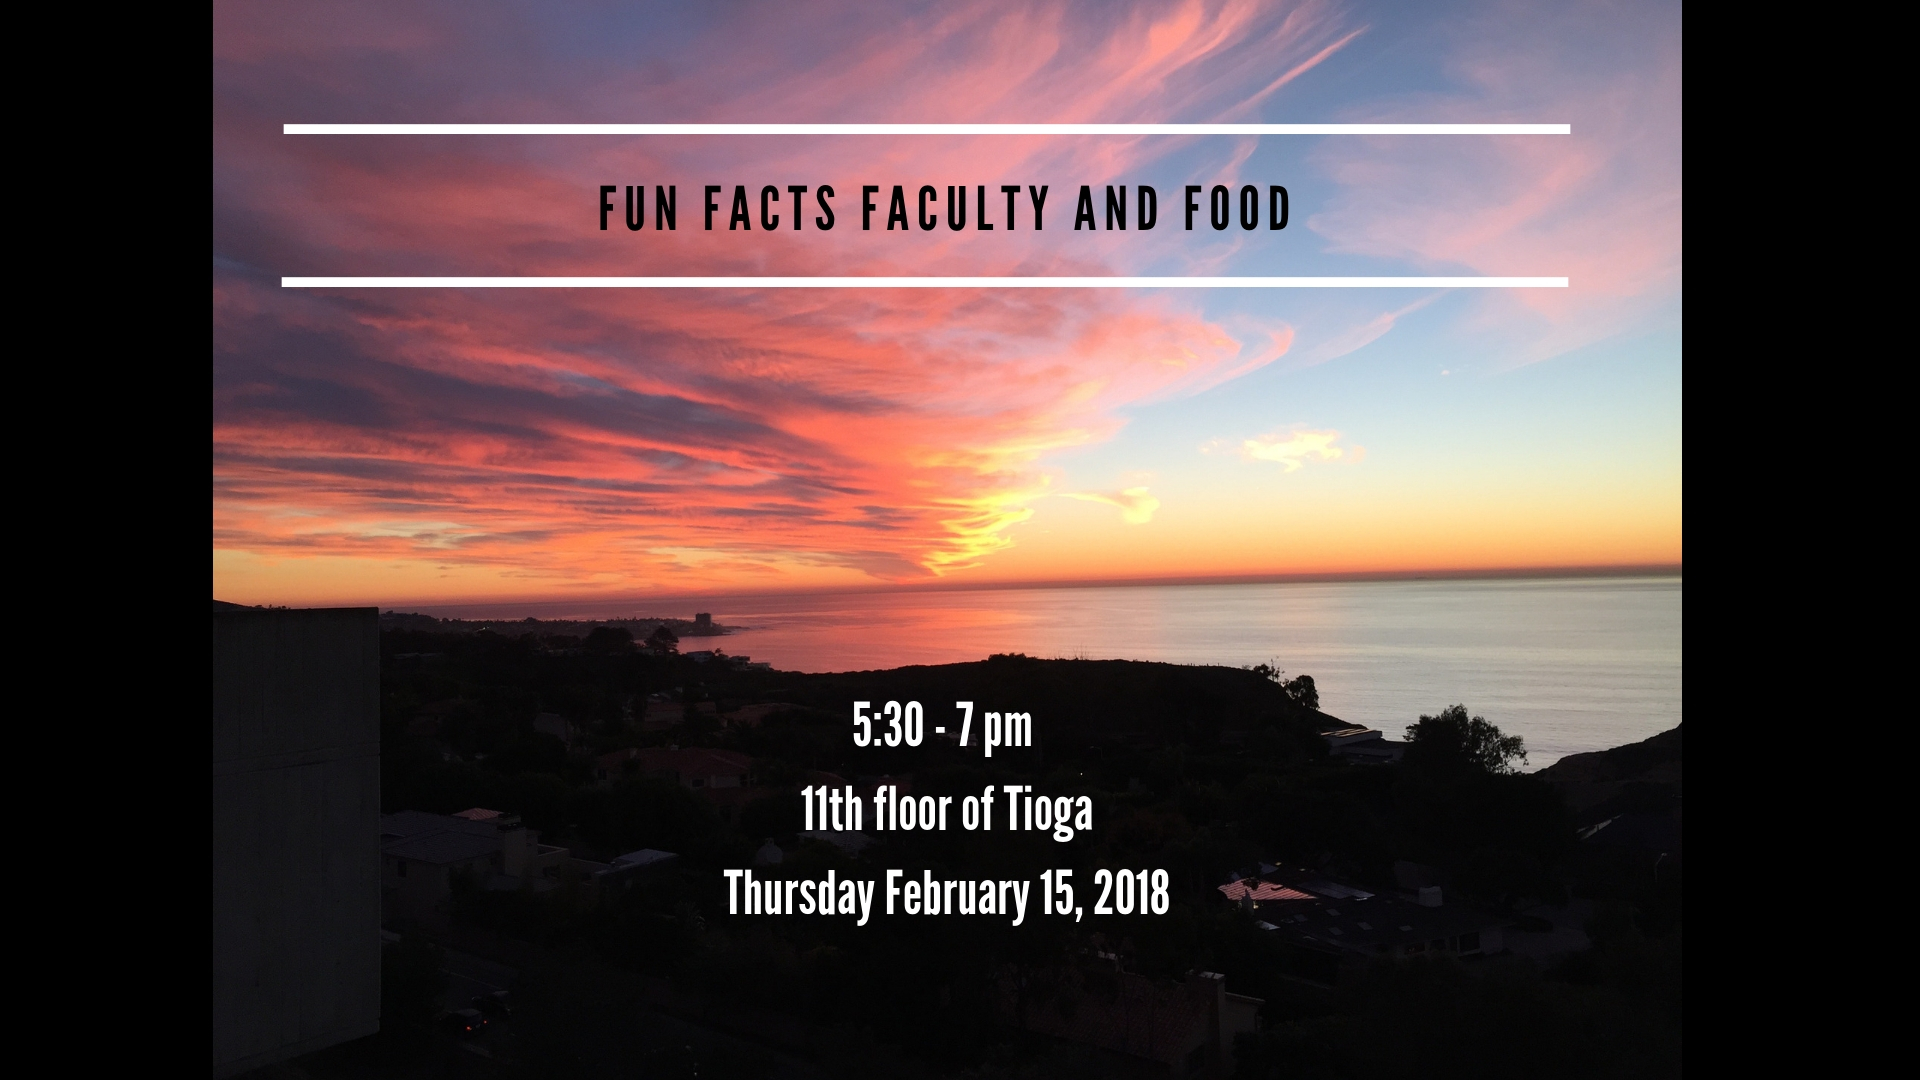 FUN FACTS FACULTY AND FOOD
5:30 - 7 pm
11th floor of Tioga
Thursday February 15, 2018